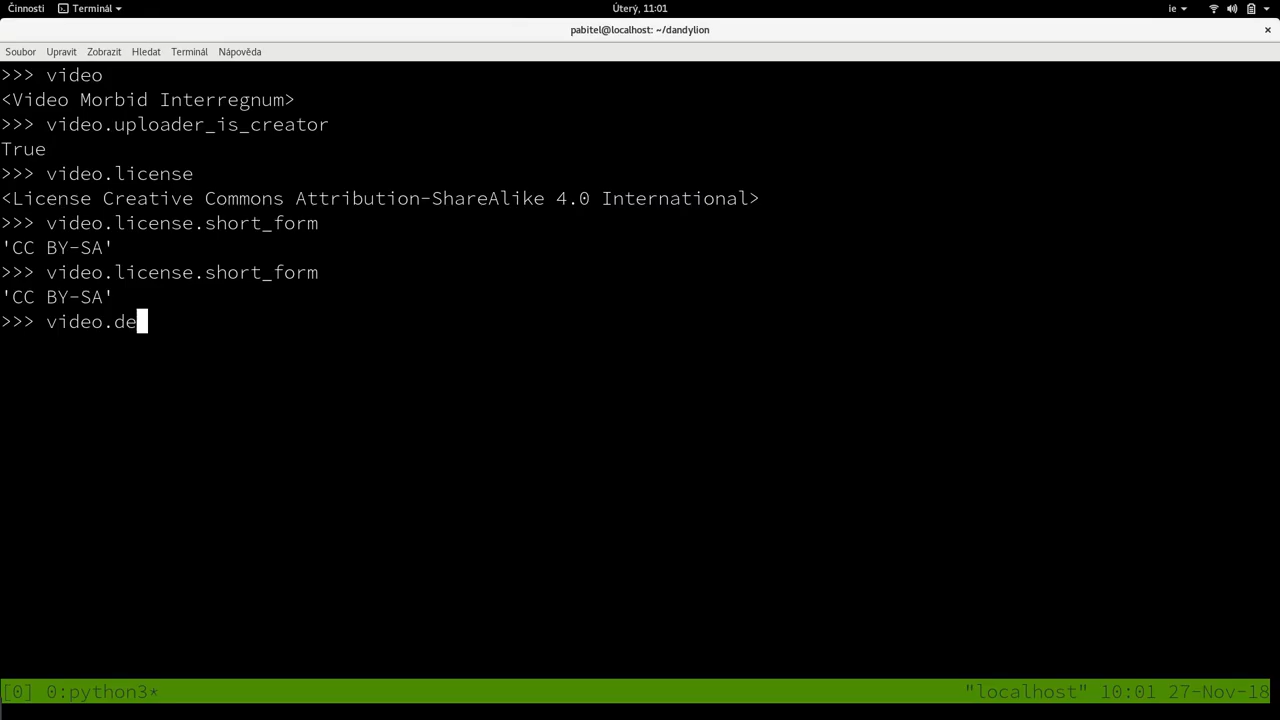 Činnosti Terminál Úterý, 11:01 ie
pabitel@localhost: ~/dandylion ×
Soubor Upravit Zobrazit Hledat Terminál Nápověda
>>> video
<Video Morbid Interregnum>
>>> video.uploader_is_creator
True
>>> video.license
<License Creative Commons Attribution-ShareAlike 4.0 International>
>>> video.license.short_form
'CC BY-SA'
>>> video.license.short_form
'CC BY-SA'
>>> video.de
[0] 0:python3* "localhost" 10:01 27-Nov-18